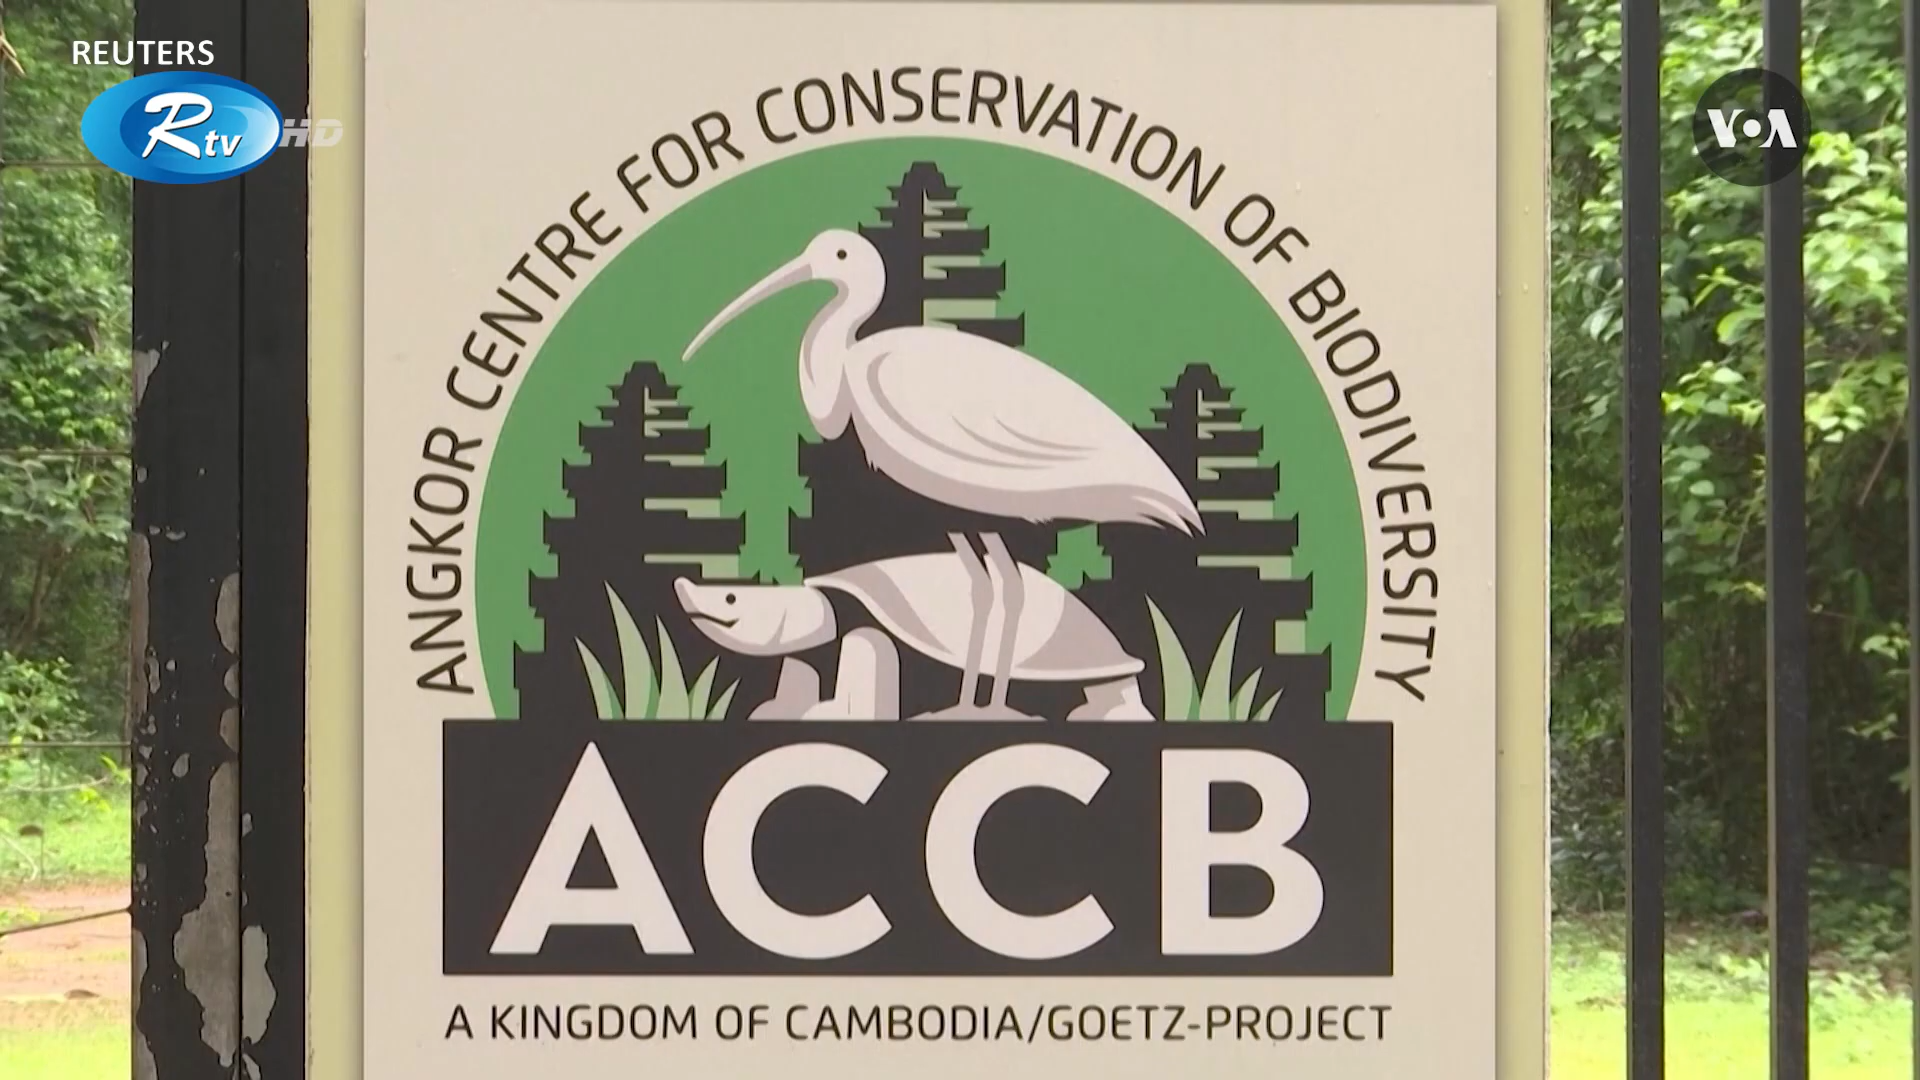 REUTERS
Rtv HD
VOA
ANGKOR CENTRE FOR CONSERVATION OF BIODIVERSITY
ACCB
A KINGDOM OF CAMBODIA/GOETZ-PROJECT